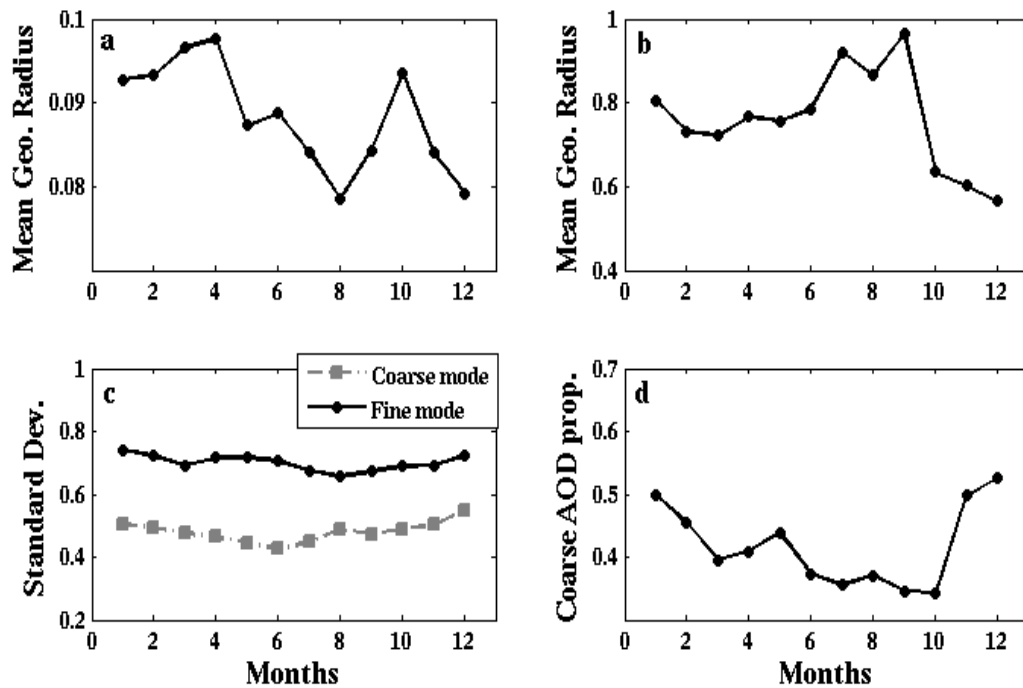 a
Mean Geo. Radius
0.1
0.09
0.08
0 2 4 6 8 10 12
b
Mean Geo. Radius
1
0.8
0.6
0.4
0 2 4 6 8 10 12
c
Standard Dev.
1
0.8
0.6
0.4
0.2
0 2 4 6 8 10 12
Months
Coarse mode
Fine mode
d
Coarse AOD prop.
0.7
0.6
0.5
0.4
0 2 4 6 8 10 12
Months